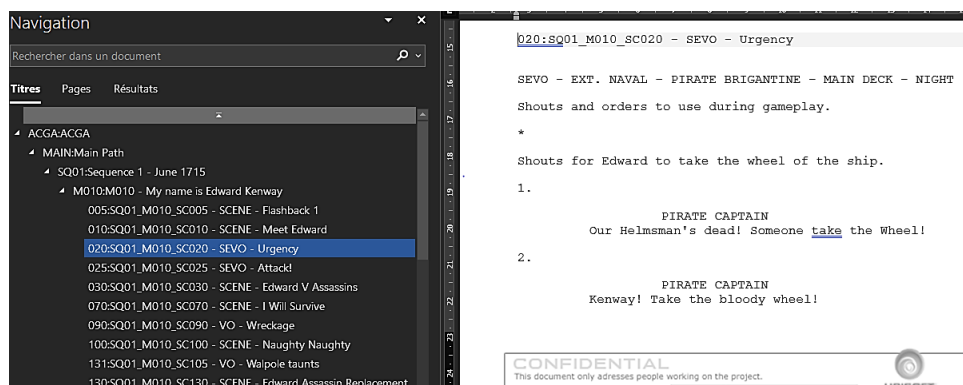 Navigation
Rechercher dans un document
Titres Pages Résultats
ACGA:ACGA
MAIN:Main Path
SQ01:Sequence 1 - June 1715
M010:M010 - My name is Edward Kenway
005:SQ01_M010_SC005 - SCENE - Flashback 1
010:SQ01_M010_SC010 - SCENE - Meet Edward
020:SQ01_M010_SC020 - SEVO - Urgency
025:SQ01_M010_SC025 - SEVO - Attack!
030:SQ01_M010_SC030 - SCENE - Edward V Assassins
070:SQ01_M010_SC070 - SCENE - I Will Survive
090:SQ01_M010_SC090 - VO - Wreckage
100:SQ01_M010_SC100 - SCENE - Naughty Naughty
131:SQ01_M010_SC105 - VO - Walpole taunts
130:SQ01_M010_SC130 - SCENE - Edward Assassin Replacement
020:SQ01_M010_SC020 - SEVO - Urgency
SEVO - EXT. NAVAL - PIRATE BRIGANTINE - MAIN DECK - NIGHT
Shouts and orders to use during gameplay.
*
Shouts for Edward to take the wheel of the ship.
1.
PIRATE CAPTAIN
Our Helmsman's dead! Someone take the Wheel!
2.
PIRATE CAPTAIN
Kenway! Take the bloody wheel!
CONFIDENTIAL
This document only adresses people working on the project.